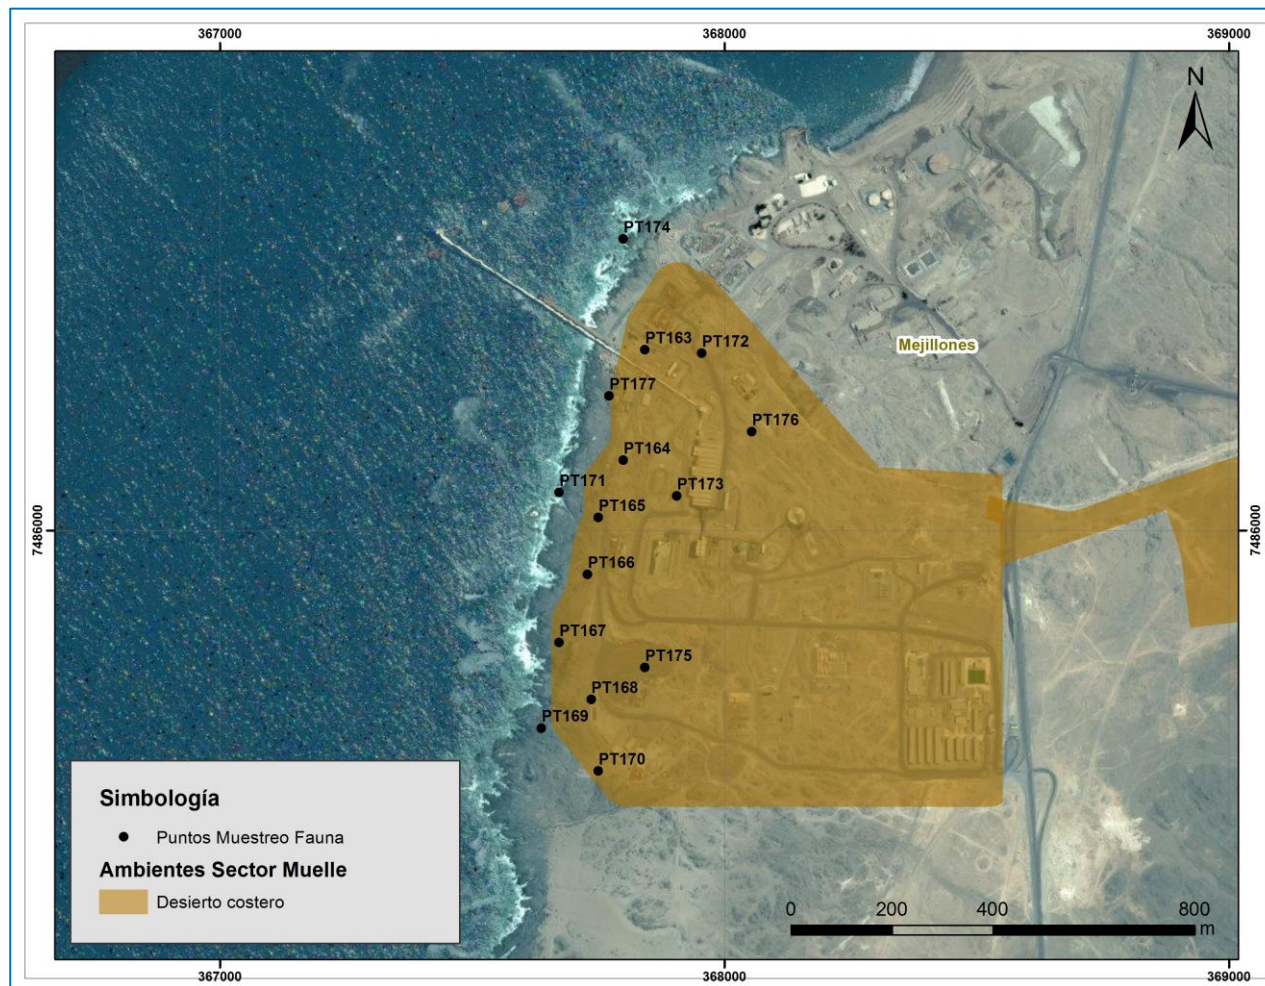 367000
368000
369000
N
PT174
PT163
PT172
Mejillones
PT177
PT176
PT164
PT171
PT173
PT165
7486000
7486000
PT166
PT167
PT175
PT168
PT169
PT170
Simbología
Puntos Muestreo Fauna
Ambientes Sector Muelle
Desierto costero
0 200 400 800
m
367000
368000
369000